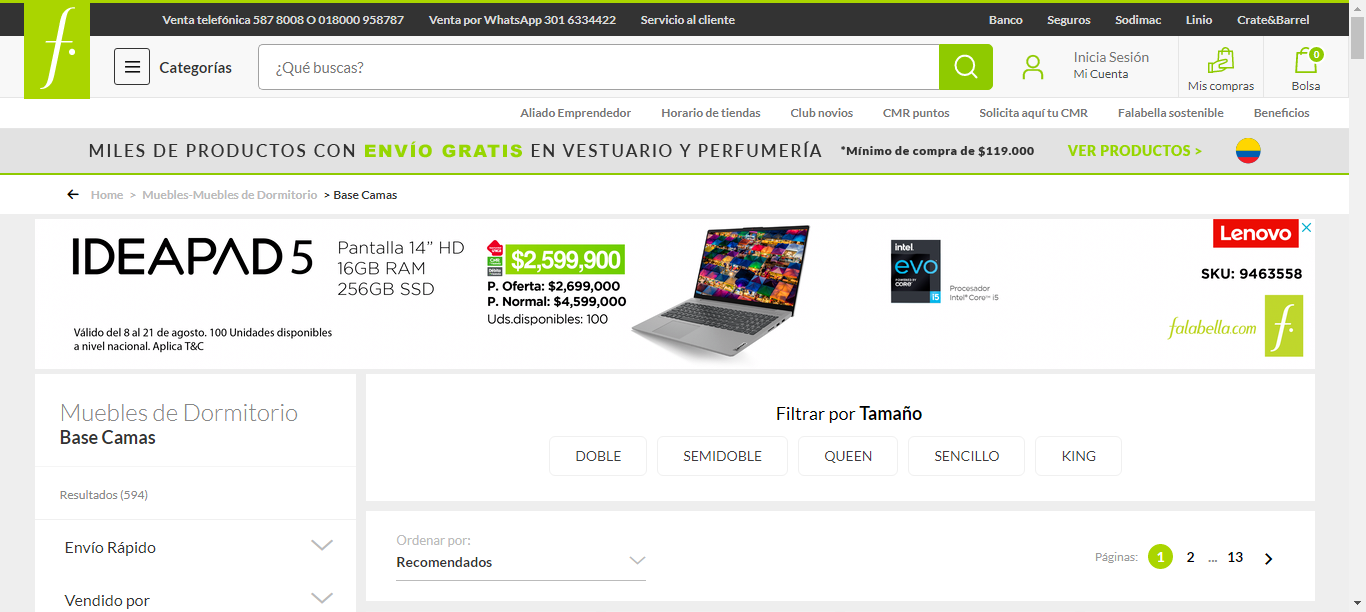 Venta telefónica 587 8008 O 018000 958787 Venta por WhatsApp 301 6334422 Servicio al cliente Banco Seguros Sodimac Linio Crate&Barrel
f.
Categorías
¿Qué buscas?
Inicia Sesión
Mi Cuenta
Mis compras
0
Bolsa
Aliado Emprendedor Horario de tiendas Club novios CMR puntos Solicita aquí tu CMR Falabella sostenible Beneficios
MILES DE PRODUCTOS CON ENVÍO GRATIS EN VESTUARIO Y PERFUMERÍA *Mínimo de compra de $119.000 VER PRODUCTOS >
Home > Muebles-Muebles de Dormitorio > Base Camas
IDEAPAD 5
Pantalla 14” HD
16GB RAM
256GB SSD
Válido del 8 al 21 de agosto. 100 Unidades disponibles
a nivel nacional. Aplica T&C
$2,599,900
P. Oferta: $2,699,000
P. Normal: $4,599,000
Uds.disponibles: 100
intel
evo
POWERED BY
CORE
i5
Procesador
Intel® Core™ i5
Lenovo
SKU: 9463558
falabella.com
f.
Muebles de Dormitorio
Base Camas
Resultados (594)
Envío Rápido
Vendido por
Filtrar por Tamaño
DOBLE SEMIDOBLE QUEEN SENCILLO KING
Ordenar por:
Recomendados
Páginas: 1 2 ... 13